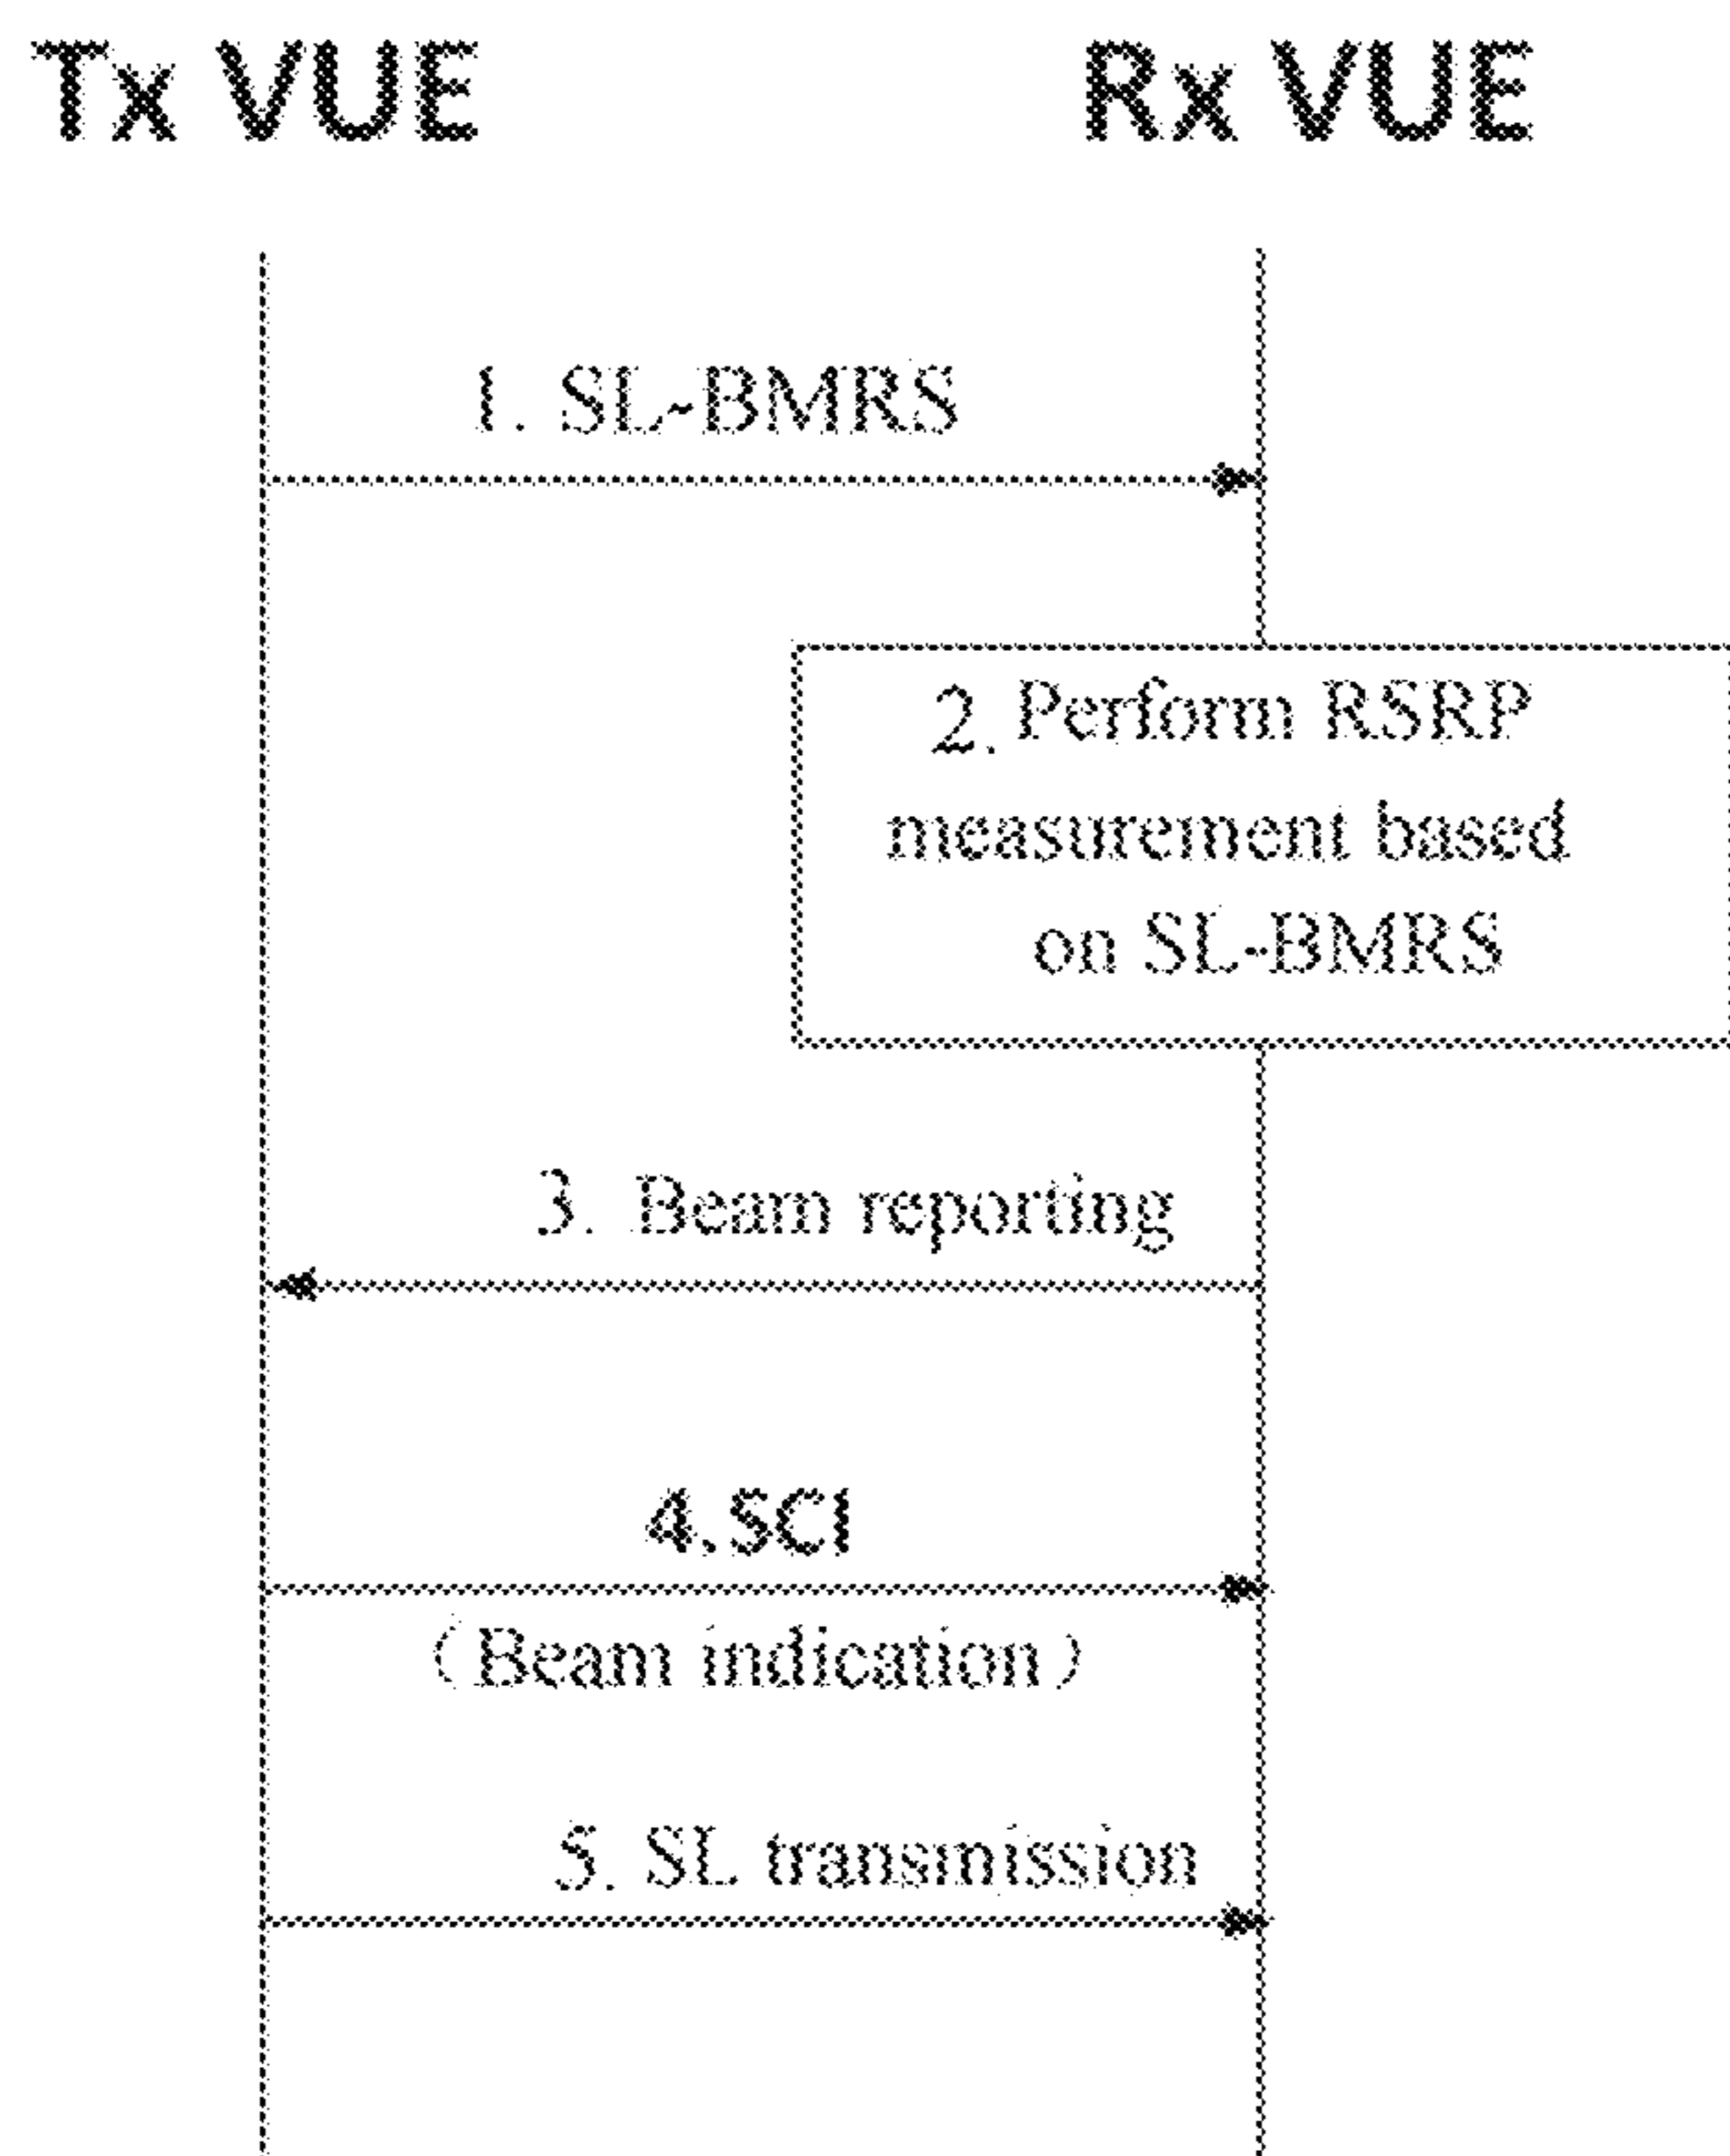 Tx VUE Rx VUE
1. SL-BMRS
2. Perform RSRP
measurement based
on SL-BMRS
3. Beam reporting
4.SCI
(Beam indication)
5. SL transmission